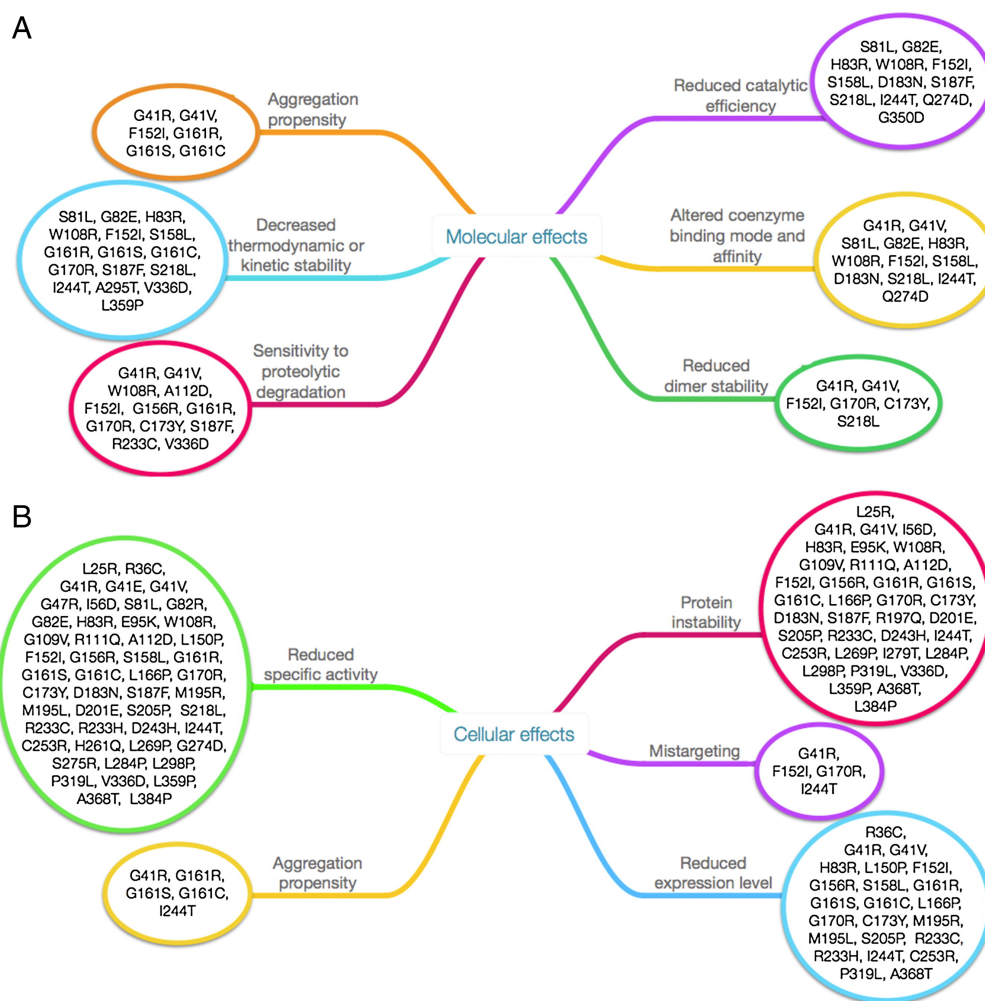 A
Aggregation
propensity
G41R, G41V,
F152I, G161R,
G161S, G161C
Decreased
thermodynamic or
kinetic stability
S81L, G82E, H83R,
W108R, F152I, S158L,
G161R, G161S, G161C,
G170R, S187F, S218L,
I244T, A295T, V336D,
L359P
Sensitivity to
proteolytic
degradation
G41R, G41V,
W108R, A112D,
F152I, G156R, G161R,
G170R, C173Y, S187F,
R233C, V336D
Molecular effects
Reduced catalytic
efficiency
S81L, G82E,
H83R, W108R, F152I,
S158L, D183N, S187F,
S218L, I244T, Q274D,
G350D
Altered coenzyme
binding mode and
affinity
G41R, G41V,
S81L, G82E, H83R,
W108R, F152I, S158L,
D183N, S218L, I244T,
Q274D
Reduced
dimer stability
G41R, G41V,
F152I, G170R, C173Y,
S218L
B
L25R, R36C,
G41R, G41E, G41V,
G47R, I56D, S81L, G82R,
G82E, H83R, E95K, W108R,
G109V, R111Q, A112D, L150P,
F152I, G156R, S158L, G161R,
G161S, G161C, L166P, G170R,
C173Y, D183N, S187F, M195R,
M195L, D201E, S205P, S218L,
R233C, R233H, D243H, I244T,
C253R, H261Q, L269P, G274D,
S275R, L284P, L298P,
P319L, V336D, L359P,
A368T, L384P
Reduced
specific activity
G41R, G161R,
G161S, G161C,
I244T
Aggregation
propensity
Cellular effects
Protein
instability
L25R,
G41R, G41V, I56D,
H83R, E95K, W108R,
G109V, R111Q, A112D,
F152I, G156R, G161R, G161S,
G161C, L166P, G170R, C173Y,
D183N, S187F, R197Q, D201E,
S205P, R233C, D243H, I244T,
C253R, L269P, I279T, L284P,
L298P, P319L, V336D,
L359P, A368T,
L384P
Mistargeting
G41R,
F152I, G170R,
I244T
Reduced
expression level
R36C,
G41R, G41V,
H83R, L150P, F152I,
G156R, S158L, G161R,
G161S, G161C, L166P,
G170R, C173Y, M195R,
M195L, S205P, R233C,
R233H, I244T, C253R,
P319L, A368T